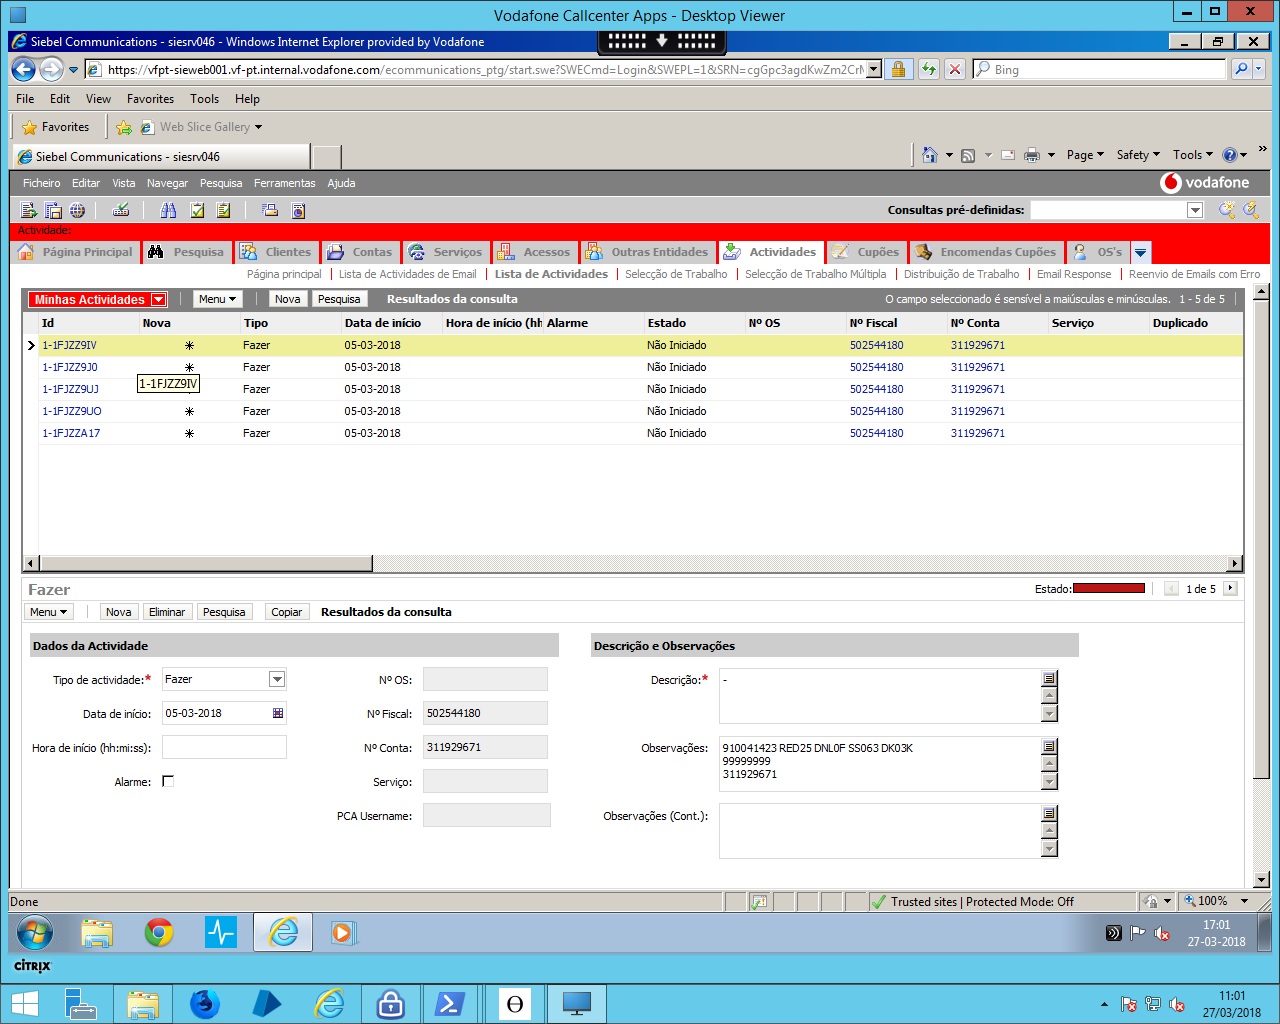 Vodafone Callcenter Apps - Desktop Viewer
Siebel Communications - siesrv046 - Windows Internet Explorer provided by Vodafone
https://vfpt-sieweb001.vf-pt.internal.vodafone.com/ecommunications_ptg/start.swe?SWECmd=Login&SWEPL=1&SRN=cgGpc3agdKwZm2CrM
Bing
File Edit View Favorites Tools Help
Favorites Web Slice Gallery
Siebel Communications - siesrv046
Page Safety Tools
Ficheiro Editar Vista Navegar Pesquisa Ferramentas Ajuda
vodafone
Consultas pré-definidas:
Actividade:
Página Principal Pesquisa Clientes Contas Serviços Acessos Outras Entidades Actividades Cupões Encomendas Cupões OS's
Página principal | Lista de Actividades de Email | Lista de Actividades | Selecção de Trabalho | Selecção de Trabalho Múltipla | Distribuição de Trabalho | Email Response | Reenvio de Emails com Erro
Minhas Actividades Menu Nova Pesquisa Resultados da consulta O campo seleccionado é sensível a maiúsculas e minúsculas. 1 - 5 de 5
Id Nova Tipo Data de início Hora de início (hh Alarme Estado Nº OS Nº Fiscal Nº Conta Serviço Duplicado
1-1FJZZ9IV * Fazer 05-03-2018 Não Iniciado 502544180 311929671
1-1FJZZ9J0 * Fazer 05-03-2018 Não Iniciado 502544180 311929671
1-1FJZZ9IV
1-1FJZZ9UJ Fazer 05-03-2018 Não Iniciado 502544180 311929671
1-1FJZZ9UO * Fazer 05-03-2018 Não Iniciado 502544180 311929671
1-1FJZZA17 * Fazer 05-03-2018 Não Iniciado 502544180 311929671
Fazer Estado: 1 de 5
Menu Nova Eliminar Pesquisa Copiar Resultados da consulta
Dados da Actividade Descrição e Observações
Tipo de actividade:* Fazer Nº OS: Descrição:* -
Data de início: 05-03-2018 Nº Fiscal: 502544180
Hora de início (hh:mi:ss): Nº Conta: 311929671 Observações: 910041423 RED25 DNL0F SS063 DK03K
99999999
311929671
Alarme: Serviço:
PCA Username: Observações (Cont.):
Done Trusted sites | Protected Mode: Off 100%
17:01
27-03-2018
CITRIX
11:01
27/03/2018